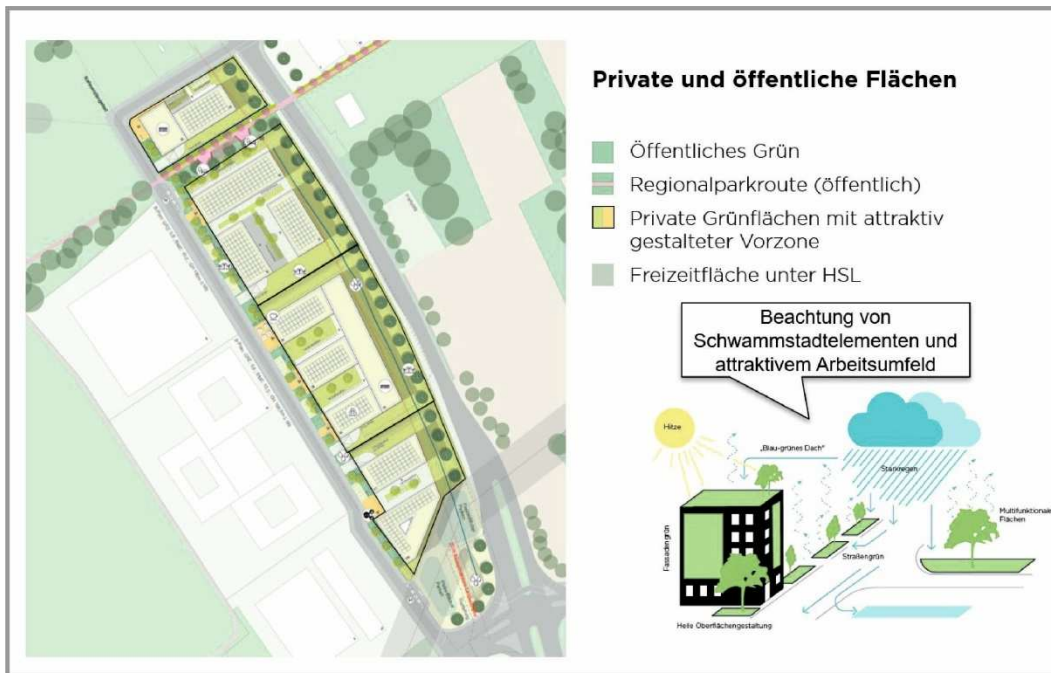 Private und öffentliche Flächen
Öffentliches Grün
Regionalparkroute (öffentlich)
Private Grünflächen mit attraktiv
gestalteter Vorzone
Freizeitfläche unter HSL
Beachtung von
Schwammstadtelementen und
attraktivem Arbeitsumfeld
Hitze
„Blau-grünes Dach“
Starkregen
Multifunktionale
Flächen
Fassadengrün
Straßengrün
Helle Oberflächengestaltung